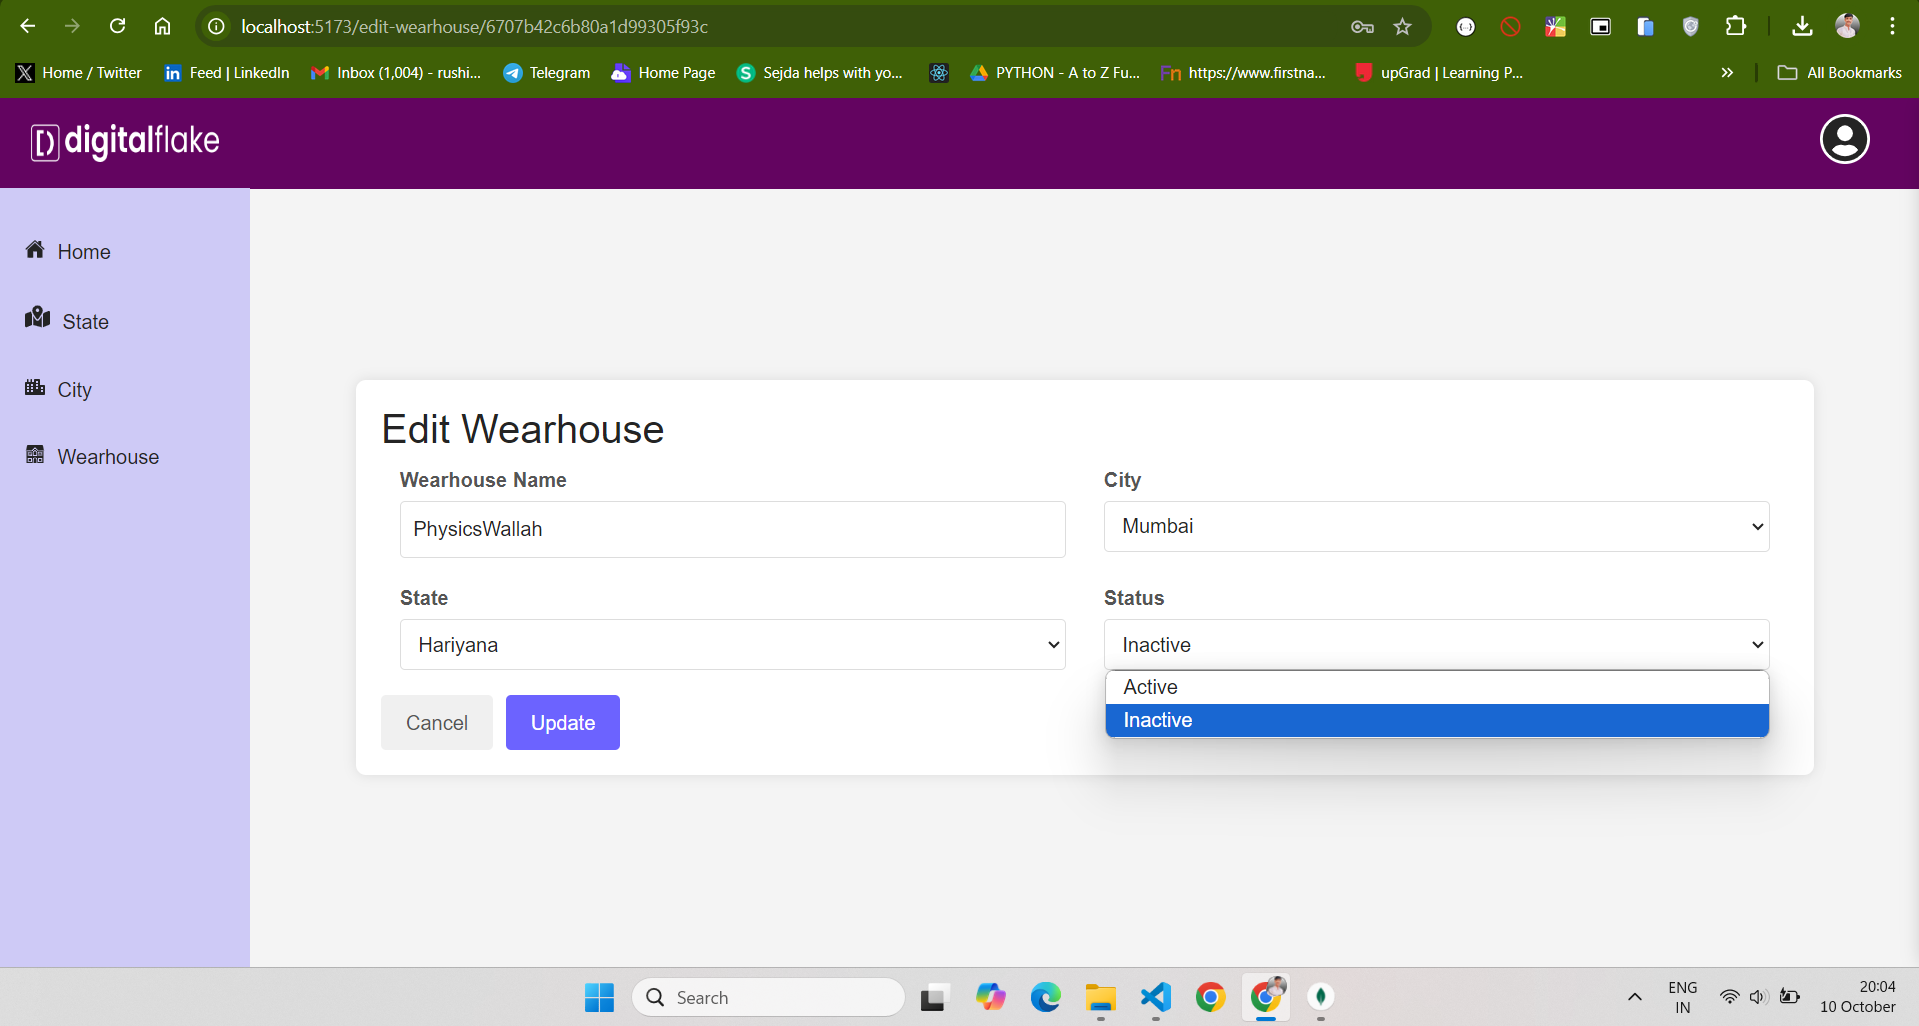 localhost:5173/edit-wearhouse/6707b42c6b80a1d99305f93c
Home / Twitter
Feed | LinkedIn
Inbox (1,004) - rushi...
Telegram
Home Page
Sejda helps with yo...
PYTHON - A to Z Fu...
Fn https://www.firstna...
upGrad | Learning P...
All Bookmarks
digitalflake
Home
State
City
Wearhouse
Edit Wearhouse
Wearhouse Name
City
PhysicsWallah
Mumbai
State
Status
Hariyana
Inactive
Active
Inactive
Cancel
Update
Search
ENG
IN
20:04
10 October